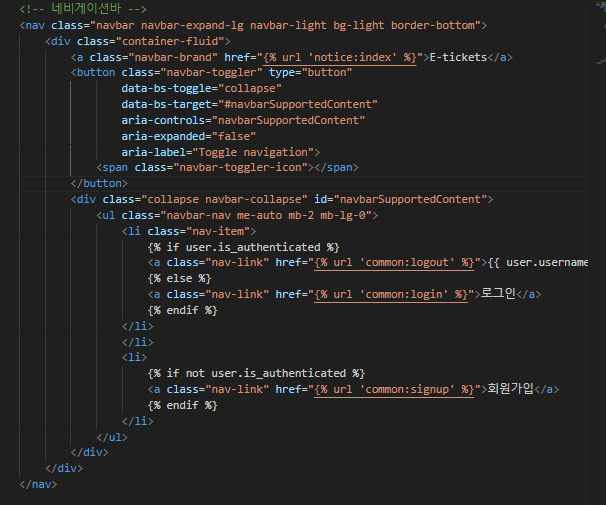 <!-- 네비게이션바 -->
<nav class="navbar navbar-expand-lg navbar-light bg-light border-bottom">
<div class="container-fluid">
<a class="navbar-brand" href="{% url 'notice:index' %}">E-tickets</a>
<button class="navbar-toggler" type="button"
data-bs-toggle="collapse"
data-bs-target="#navbarSupportedContent"
aria-controls="navbarSupportedContent"
aria-expanded="false"
aria-label="Toggle navigation">
<span class="navbar-toggler-icon"></span>
</button>
<div class="collapse navbar-collapse" id="navbarSupportedContent">
<ul class="navbar-nav me-auto mb-2 mb-lg-0">
<li class="nav-item">
{% if user.is_authenticated %}
<a class="nav-link" href="{% url 'common:logout' %}">{{ user.username
{% else %}
<a class="nav-link" href="{% url 'common:login' %}">로그인</a>
{% endif %}
</li>
</li>
<li>
{% if not user.is_authenticated %}
<a class="nav-link" href="{% url 'common:signup' %}">회원가입</a>
{% endif %}
</li>
</ul>
</div>
</div>
</nav>